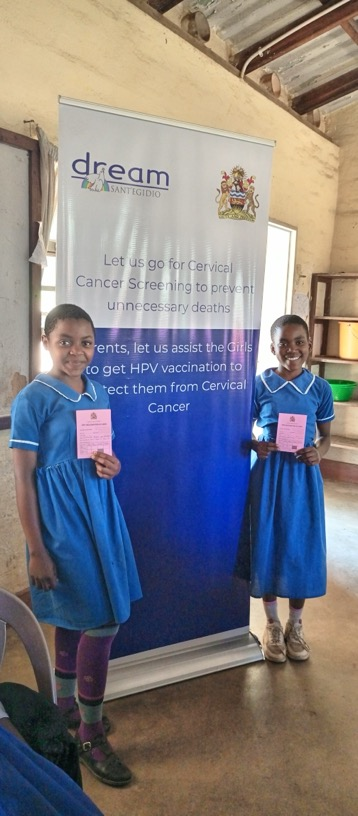 dream
SANT'EGIDIO
Let us go for Cervical
Cancer Screening to prevent
unnecessary deaths
rents, let us assist the Girls
to get HPV vaccination to
tect them from Cervical
Cancer